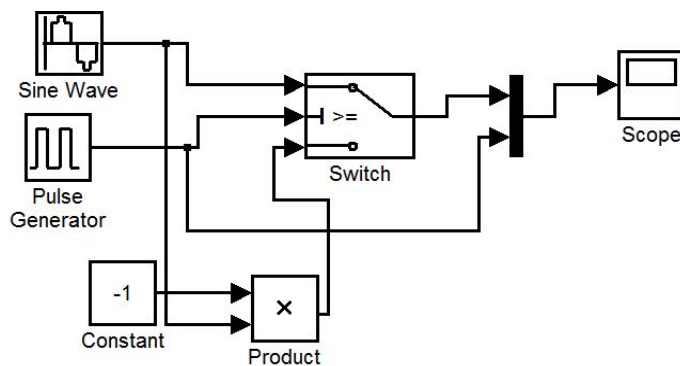 Sine Wave
>=
Scope
Switch
Pulse
Generator
-1
×
Constant
Product